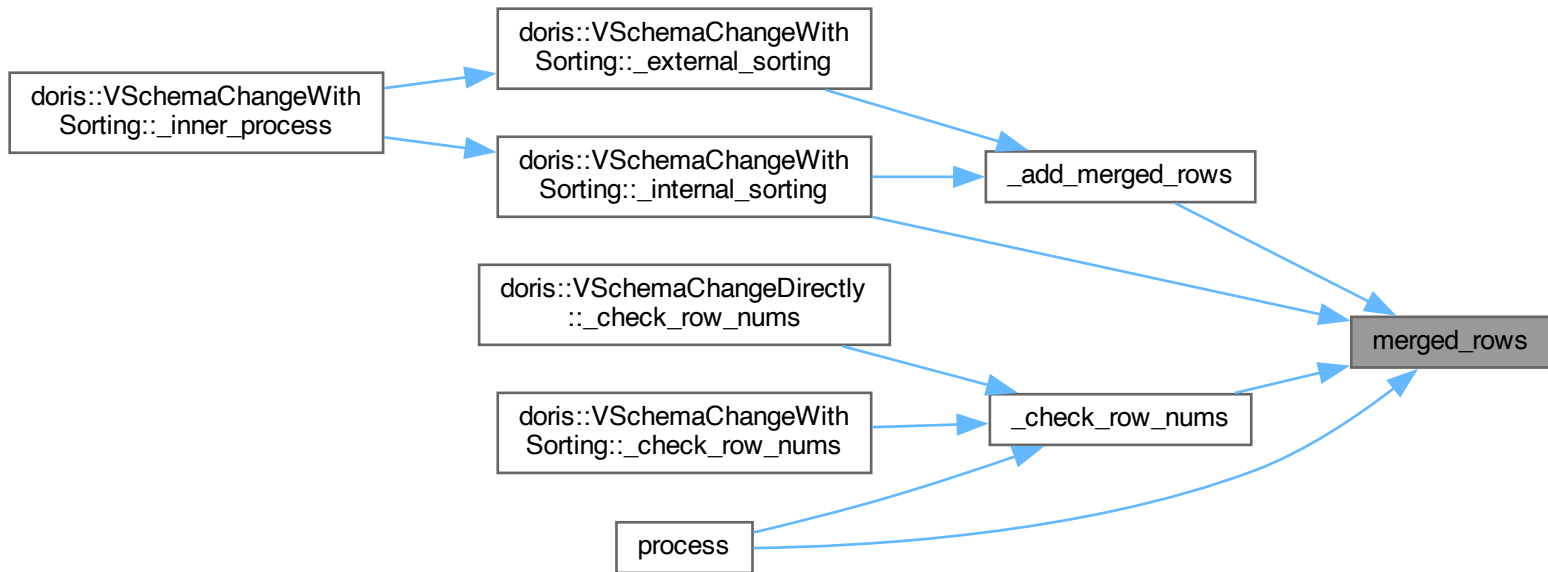 doris::VSchemaChangeWith
Sorting::_external_sorting
doris::VSchemaChangeWith
Sorting::_inner_process
doris::VSchemaChangeWith
Sorting::_internal_sorting
_add_merged_rows
doris::VSchemaChangeDirectly
::_check_row_nums
merged_rows
doris::VSchemaChangeWith
Sorting::_check_row_nums
_check_row_nums
process